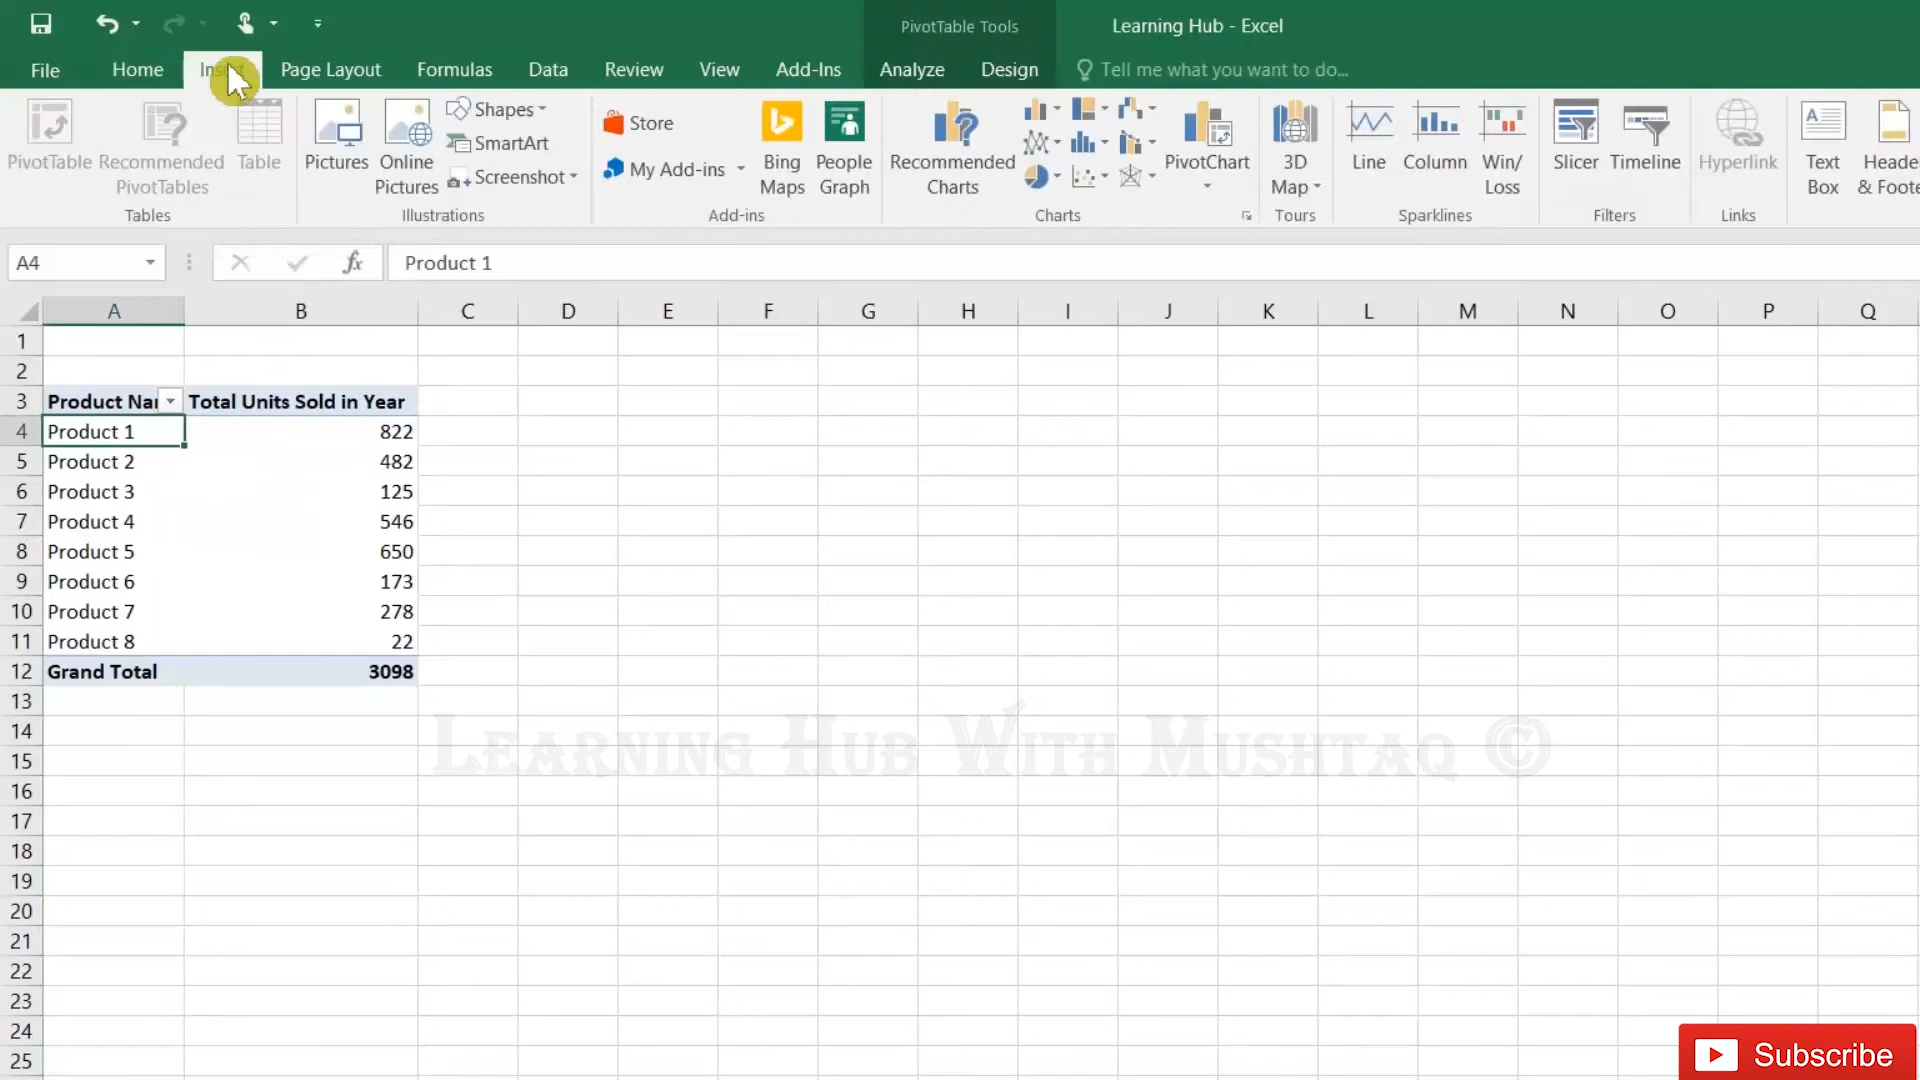 PivotTable Tools
Learning Hub - Excel
File Home Page Layout Formulas Data Review View Add-Ins Analyze Design Tell me what you want to do...
PivotTable
Recommended
PivotTables
Table
Tables
Pictures
Online
Pictures
Shapes
SmartArt
Screenshot
Illustrations
Store
My Add-ins
Bing
Maps
People
Graph
Add-ins
Recommended
Charts
PivotChart
Charts
3D
Map
Tours
Line
Column
Win/
Loss
Sparklines
Slicer
Timeline
Filters
Hyperlink
Links
Text
Box
Header
A4
fx
Product 1
A B C D E F G H I J K L M N O P Q
1
2
3 Total Units Sold in Year
4 Product 1 822
5 Product 2 482
6 Product 3 125
7 Product 4 546
8 Product 5 650
9 Product 6 173
10 Product 7 278
11 Product 8 22
12 Grand Total 3098
13
14
15
16
17
18
19
20
21
22
23
24
25
Learning Hub With Mushtaq ©
Subscribe